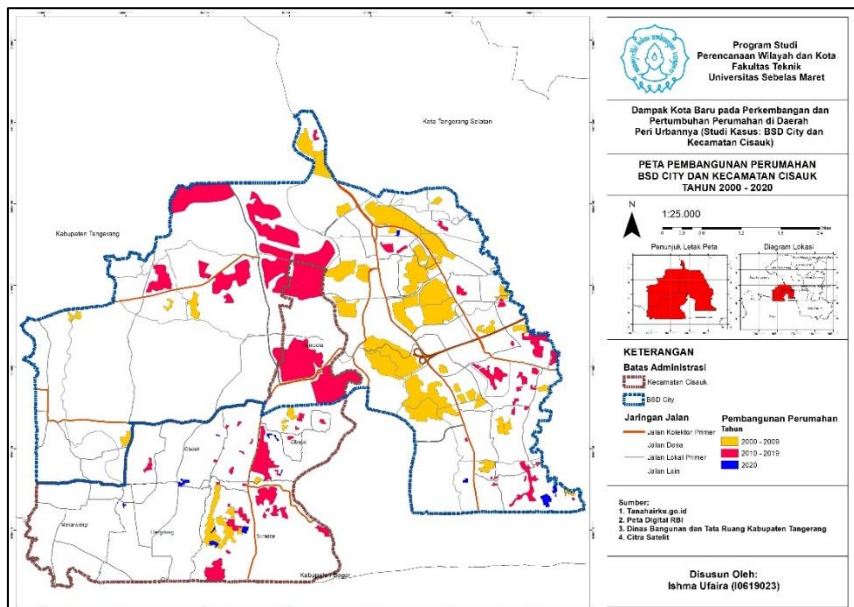 Program Studi
Perencanaan Wilayah dan Kota
Fakultas Teknik
Universitas Sebelas Maret
Dampak Kota Baru pada Perkembangan dan
Pertumbuhan Perumahan di Daerah
Peri Urbannya (Studi Kasus: BSD City dan
Kecamatan Cisauk)
PETA PEMBANGUNAN PERUMAHAN
BSD CITY DAN KECAMATAN CISAUK
TAHUN 2000 - 2020
N
1:25.000
Penunjuk Letak Peta
Diagram Lokasi
KETERANGAN
Batas Administrasi
Kecamatan Cisauk
BSD City
Jaringan Jalan
Jalan Kolektor Primer
Jalan Desa
Jalan Lokal Primer
Jalan Lain
Pembangunan Perumahan
Tahun
2000 - 2009
2010 - 2019
2020
Sumber:
1. Tanahairku.go.id
2. Peta Digital RBI
3. Dinas Bangunan dan Tata Ruang Kabupaten Tangerang
4. Citra Satelit
Disusun Oleh:
Ishma Ufaira (I0619023)
Kota Tangerang Selatan
Kabupaten Tangerang
Cisauk
Cibogo
Suradita
Kabupaten Bogor